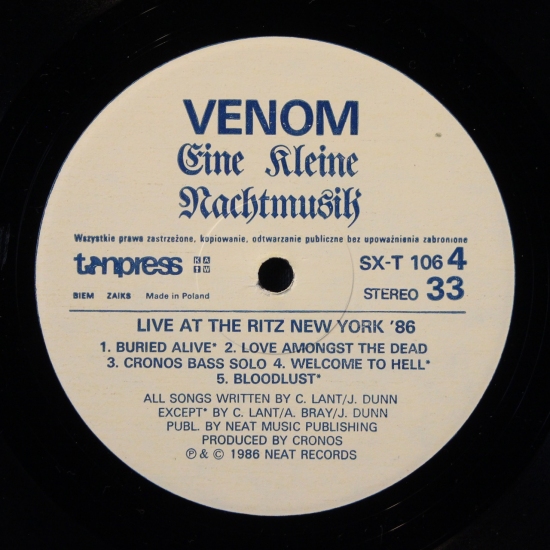 VENOM
Eine Kleine
Nachtmusik
Wszystkie prawa zastrzeżone, kopiowanie, odtwarzanie publiczne bez upoważnienia zabronione
tonpress KAW SX-T 106 4
BIEM ZAIKS Made in Poland STEREO 33
LIVE AT THE RITZ NEW YORK '86
1. BURIED ALIVE* 2. LOVE AMONGST THE DEAD
3. CRONOS BASS SOLO 4. WELCOME TO HELL*
5. BLOODLUST*
ALL SONGS WRITTEN BY C. LANT/J. DUNN
EXCEPT* BY C. LANT/A. BRAY/J. DUNN
PUBL. BY NEAT MUSIC PUBLISHING
PRODUCED BY CRONOS
℗ & © 1986 NEAT RECORDS